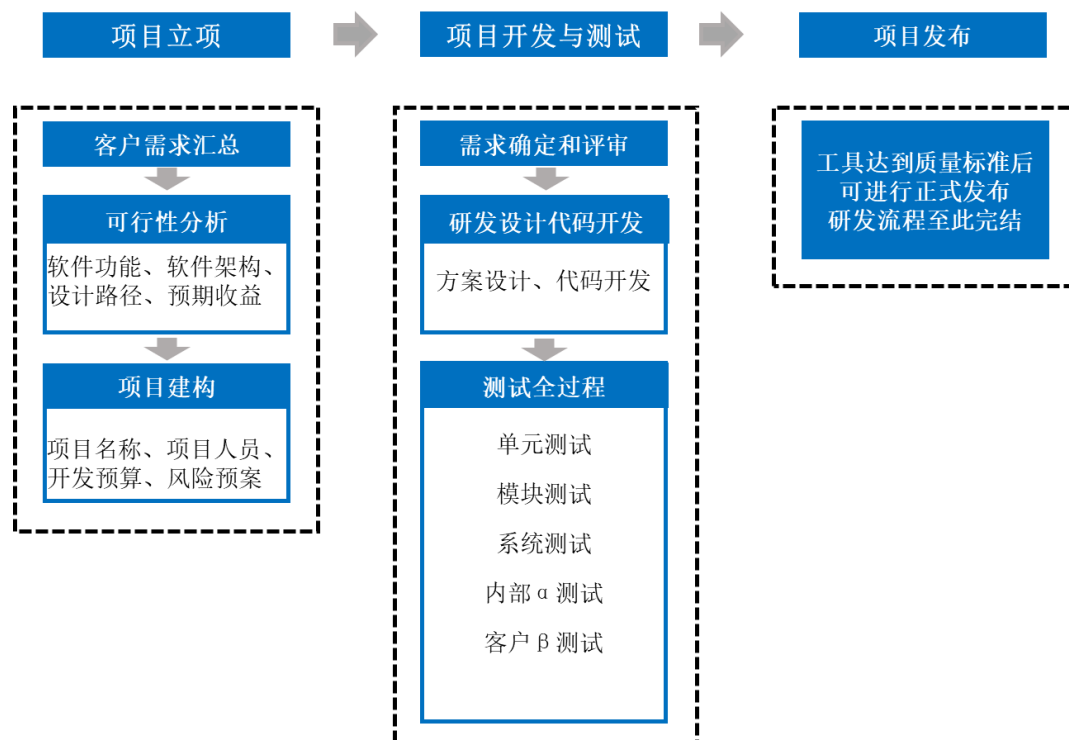 项目立项
项目开发与测试
项目发布
客户需求汇总
可行性分析
软件功能、软件架构、
设计路径、预期收益
项目建构
项目名称、项目人员、
开发预算、风险预案
需求确定和评审
研发设计代码开发
方案设计、代码开发
测试全过程
单元测试
模块测试
系统测试
内部α测试
客户β测试
工具达到质量标准后
可进行正式发布
研发流程至此完结